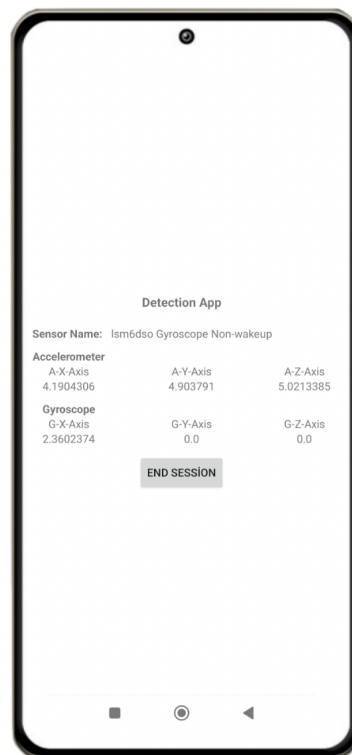 Detection App
Sensor Name: lsm6dso Gyroscope Non-wakeup
Accelerometer
A-X-Axis A-Y-Axis A-Z-Axis
4.1904306 4.903791 5.0213385
Gyroscope
G-X-Axis G-Y-Axis G-Z-Axis
2.3602374 0.0 0.0
END SESSİON